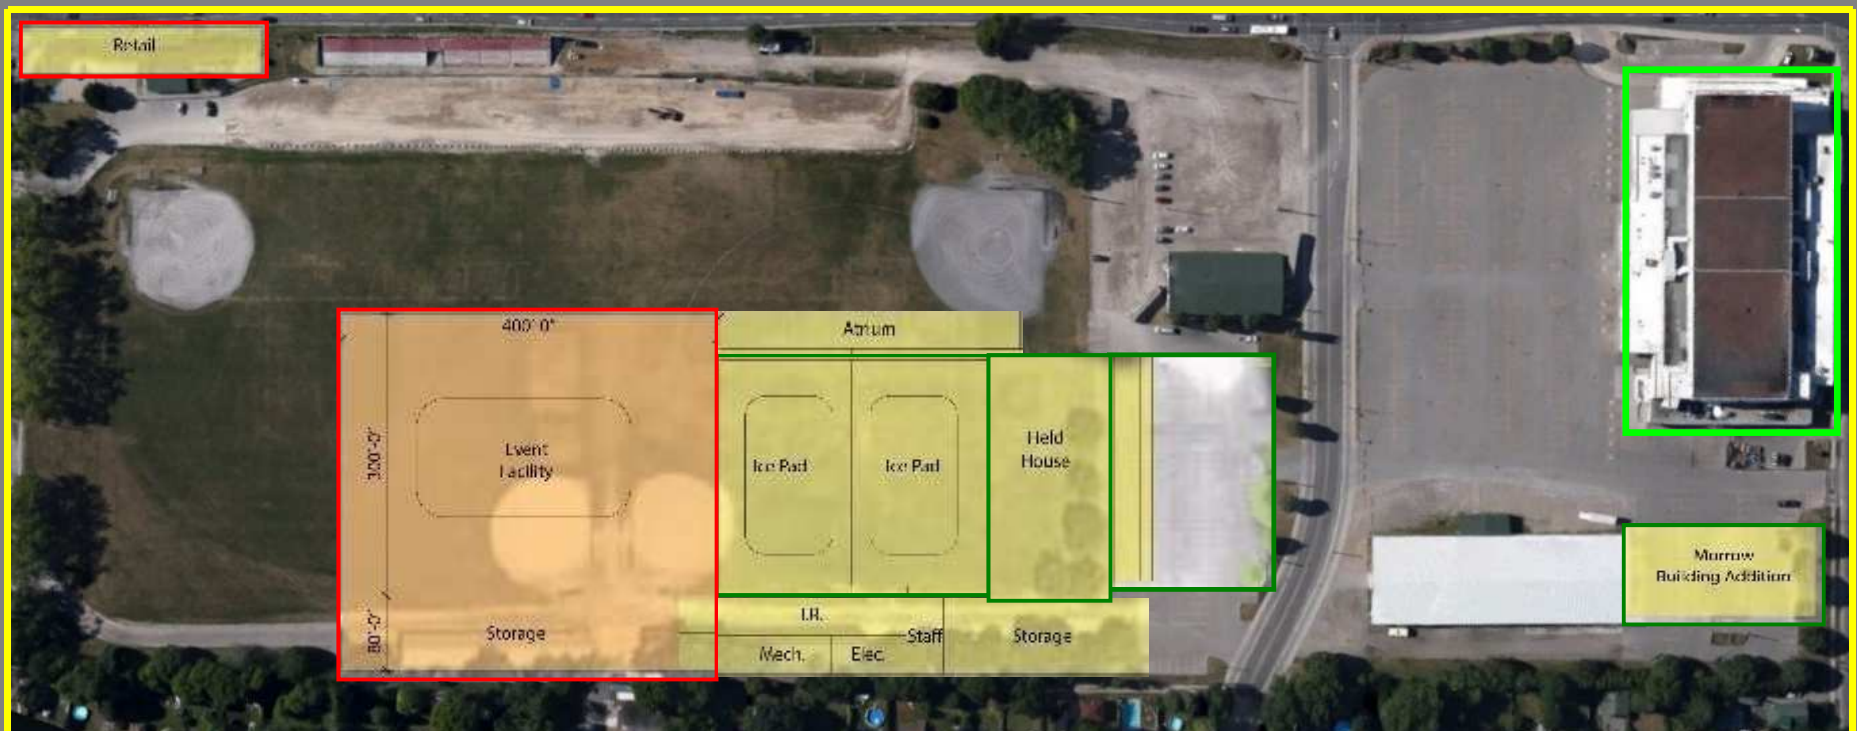 Retail
400'-0"
Atrium
300'-0"
Event
Facility
Ice Pad
Ice Pad
Field
House
Morrow
Building Addition
80'-0"
Storage
Staff
Storage
Mech.
Elec.